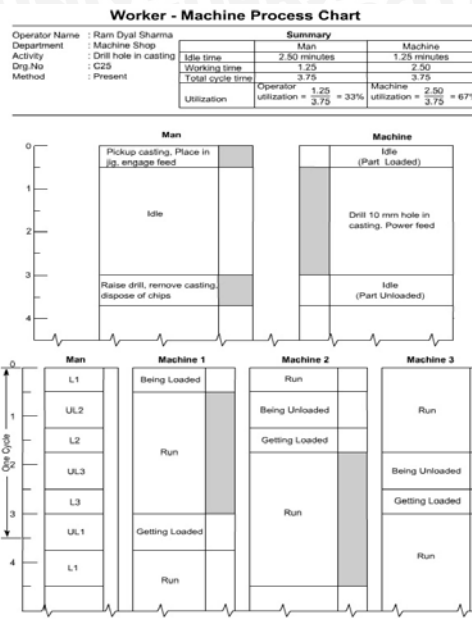 Worker - Machine Process Chart
Operator Name : Ram Dyal Sharma
Department : Machine Shop
Activity : Drill hole in casting
Drg.No : C25
Method : Present
Summary
Man Machine
Idle time 2.50 minutes 1.25 minutes
Working time 1.25 2.50
Total cycle time 3.75 3.75
Utilization Operator utilization = 1.25/3.75 = 33% Machine utilization = 2.50/3.75 = 67%
Man Machine
0
1
2
3
4
Pickup casting, Place in
jig, engage feed
Idle
Raise drill, remove casting,
dispose of chips
Idle
(Part Loaded)
Drill 10 mm hole in
casting. Power feed
Idle
(Part Unloaded)
Man Machine 1 Machine 2 Machine 3
One Cycle
0
1
2
3
4
L1
UL2
L2
UL3
L3
UL1
L1
Being Loaded
Run
Getting Loaded
Run
Run
Being Unloaded
Getting Loaded
Run
Run
Being Unloaded
Getting Loaded
Run